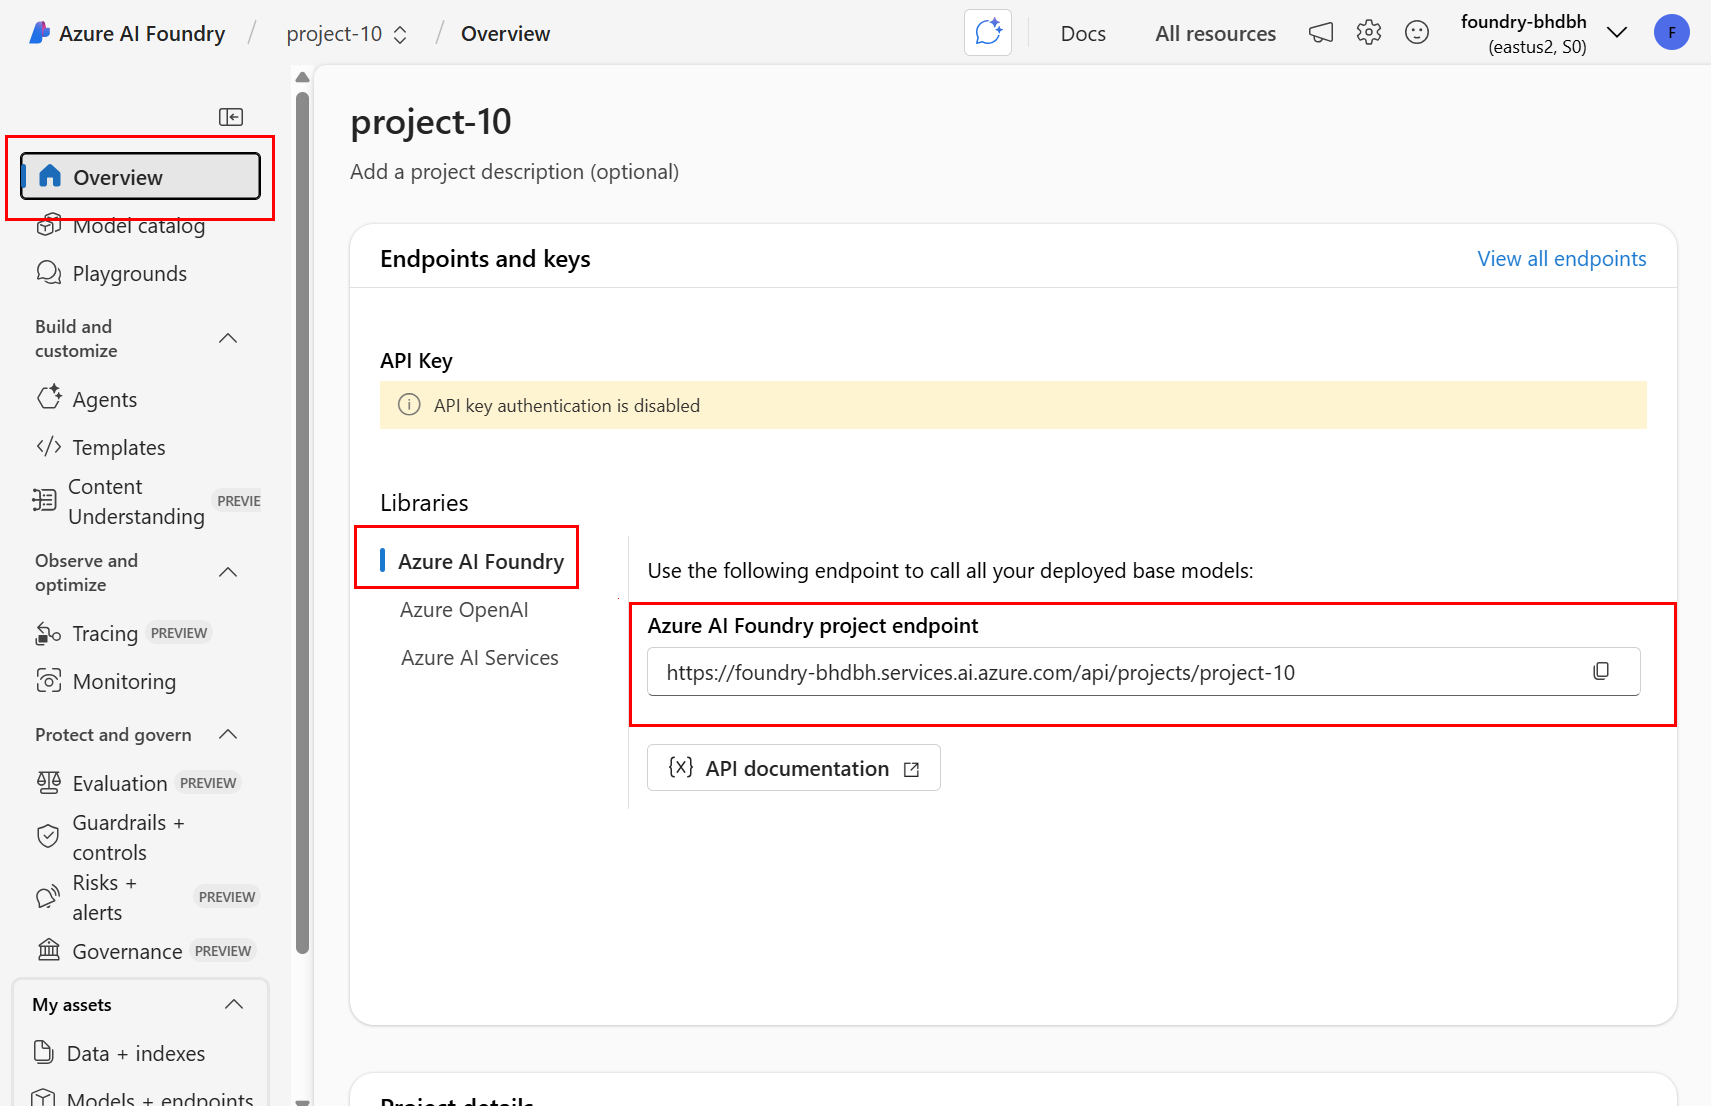 Azure AI Foundry / project-10 / Overview
Docs
All resources
foundry-bhdbh
(eastus2, S0)
F
Overview
Model catalog
Playgrounds
Build and
customize
Agents
Templates
Content
Understanding
PREVIE
Observe and
optimize
Tracing PREVIEW
Monitoring
Protect and govern
Evaluation PREVIEW
Guardrails +
controls
Risks +
alerts
PREVIEW
Governance PREVIEW
My assets
Data + indexes
Models + endpoints
project-10
Add a project description (optional)
Endpoints and keys
View all endpoints
API Key
API key authentication is disabled
Libraries
Azure AI Foundry
Azure OpenAI
Azure AI Services
Use the following endpoint to call all your deployed base models:
Azure AI Foundry project endpoint
https://foundry-bhdbh.services.ai.azure.com/api/projects/project-10
{x} API documentation
Project details